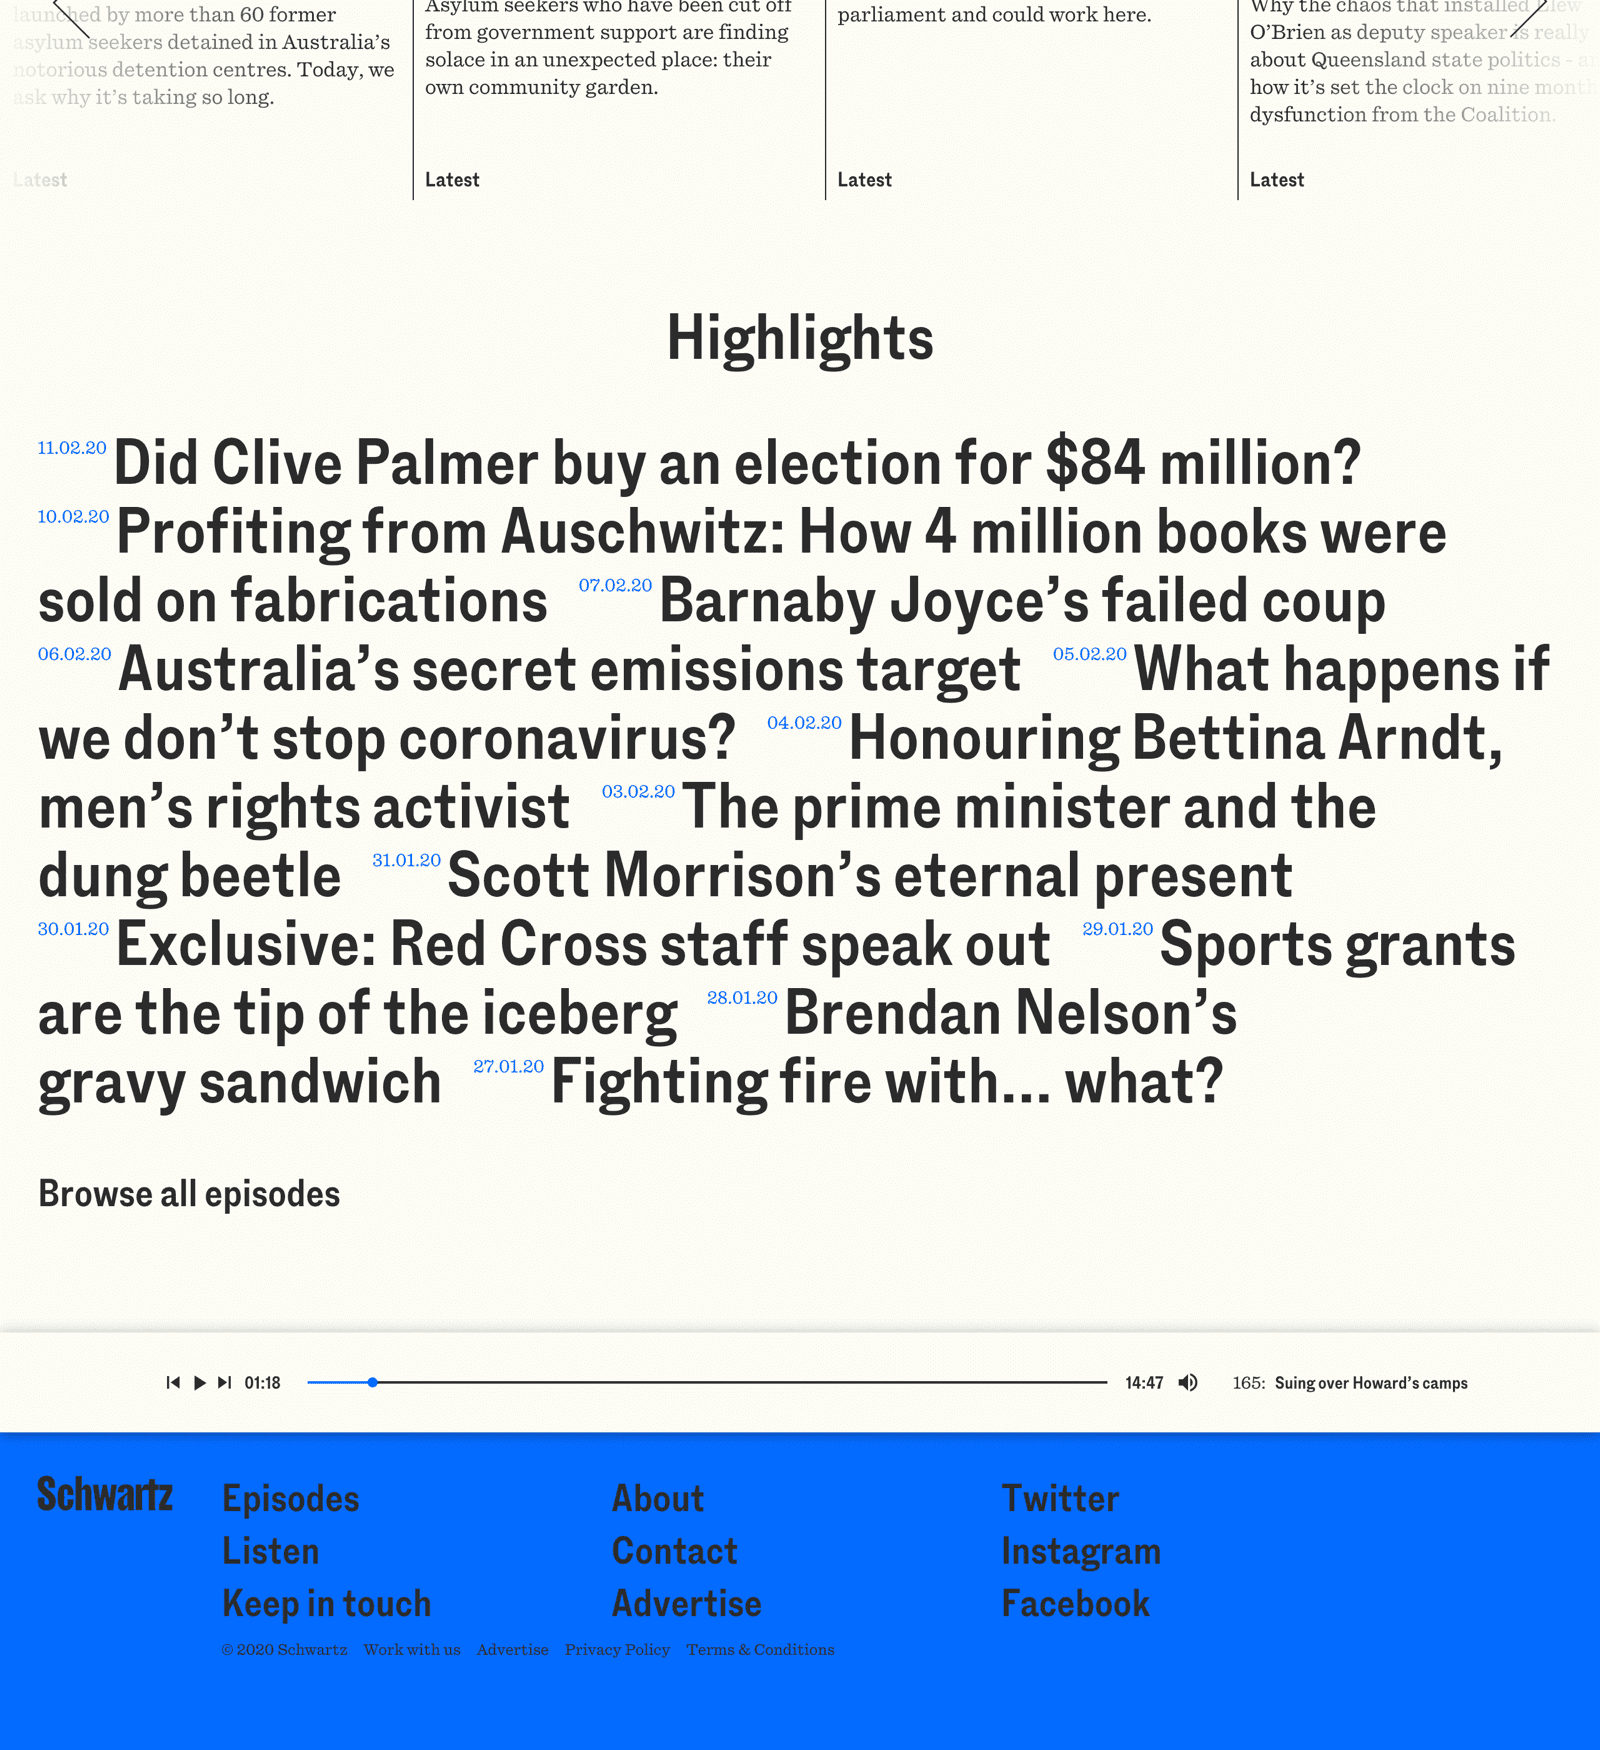 launched by more than 60 former
asylum seekers detained in Australia’s
notorious detention centres. Today, we
ask why it’s taking so long.
Latest
Asylum seekers who have been cut off
from government support are finding
solace in an unexpected place: their
own community garden.
Latest
parliament and could work here.
Latest
Why the chaos that installed Llew
O’Brien as deputy speaker is really
about Queensland state politics - an
how it’s set the clock on nine month
dysfunction from the Coalition.
Latest
Highlights
11.02.20 Did Clive Palmer buy an election for $84 million?
10.02.20 Profiting from Auschwitz: How 4 million books were
sold on fabrications 07.02.20 Barnaby Joyce’s failed coup
06.02.20 Australia’s secret emissions target 05.02.20 What happens if
we don’t stop coronavirus? 04.02.20 Honouring Bettina Arndt,
men’s rights activist 03.02.20 The prime minister and the
dung beetle 31.01.20 Scott Morrison’s eternal present
30.01.20 Exclusive: Red Cross staff speak out 29.01.20 Sports grants
are the tip of the iceberg 28.01.20 Brendan Nelson’s
gravy sandwich 27.01.20 Fighting fire with... what?
Browse all episodes
01:18 14:47 165: Suing over Howard’s camps
Schwartz
Episodes
Listen
Keep in touch
About
Contact
Advertise
Twitter
Instagram
Facebook
© 2020 Schwartz Work with us Advertise Privacy Policy Terms & Conditions